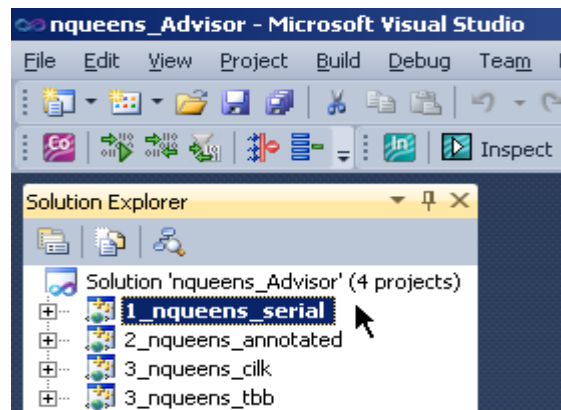 nqueens_Advisor - Microsoft Visual Studio
File Edit View Project Build Debug Team
Inspect
Solution Explorer
Solution 'nqueens_Advisor' (4 projects)
1_nqueens_serial
2_nqueens_annotated
3_nqueens_cilk
3_nqueens_tbb